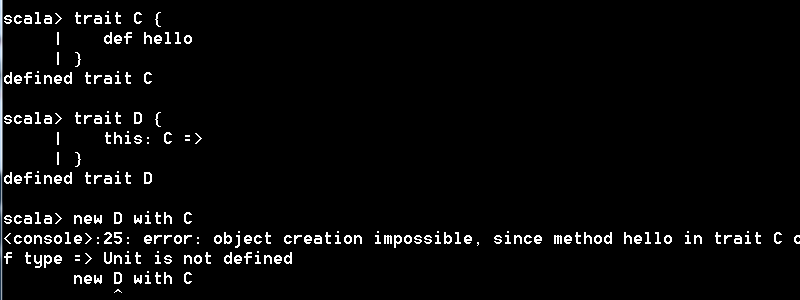 scala> trait C {
     |    def hello
     | }
defined trait C

scala> trait D {
     |    this: C =>
     | }
defined trait D

scala> new D with C
<console>:25: error: object creation impossible, since method hello in trait C o
f type => Unit is not defined
       new D with C
           ^